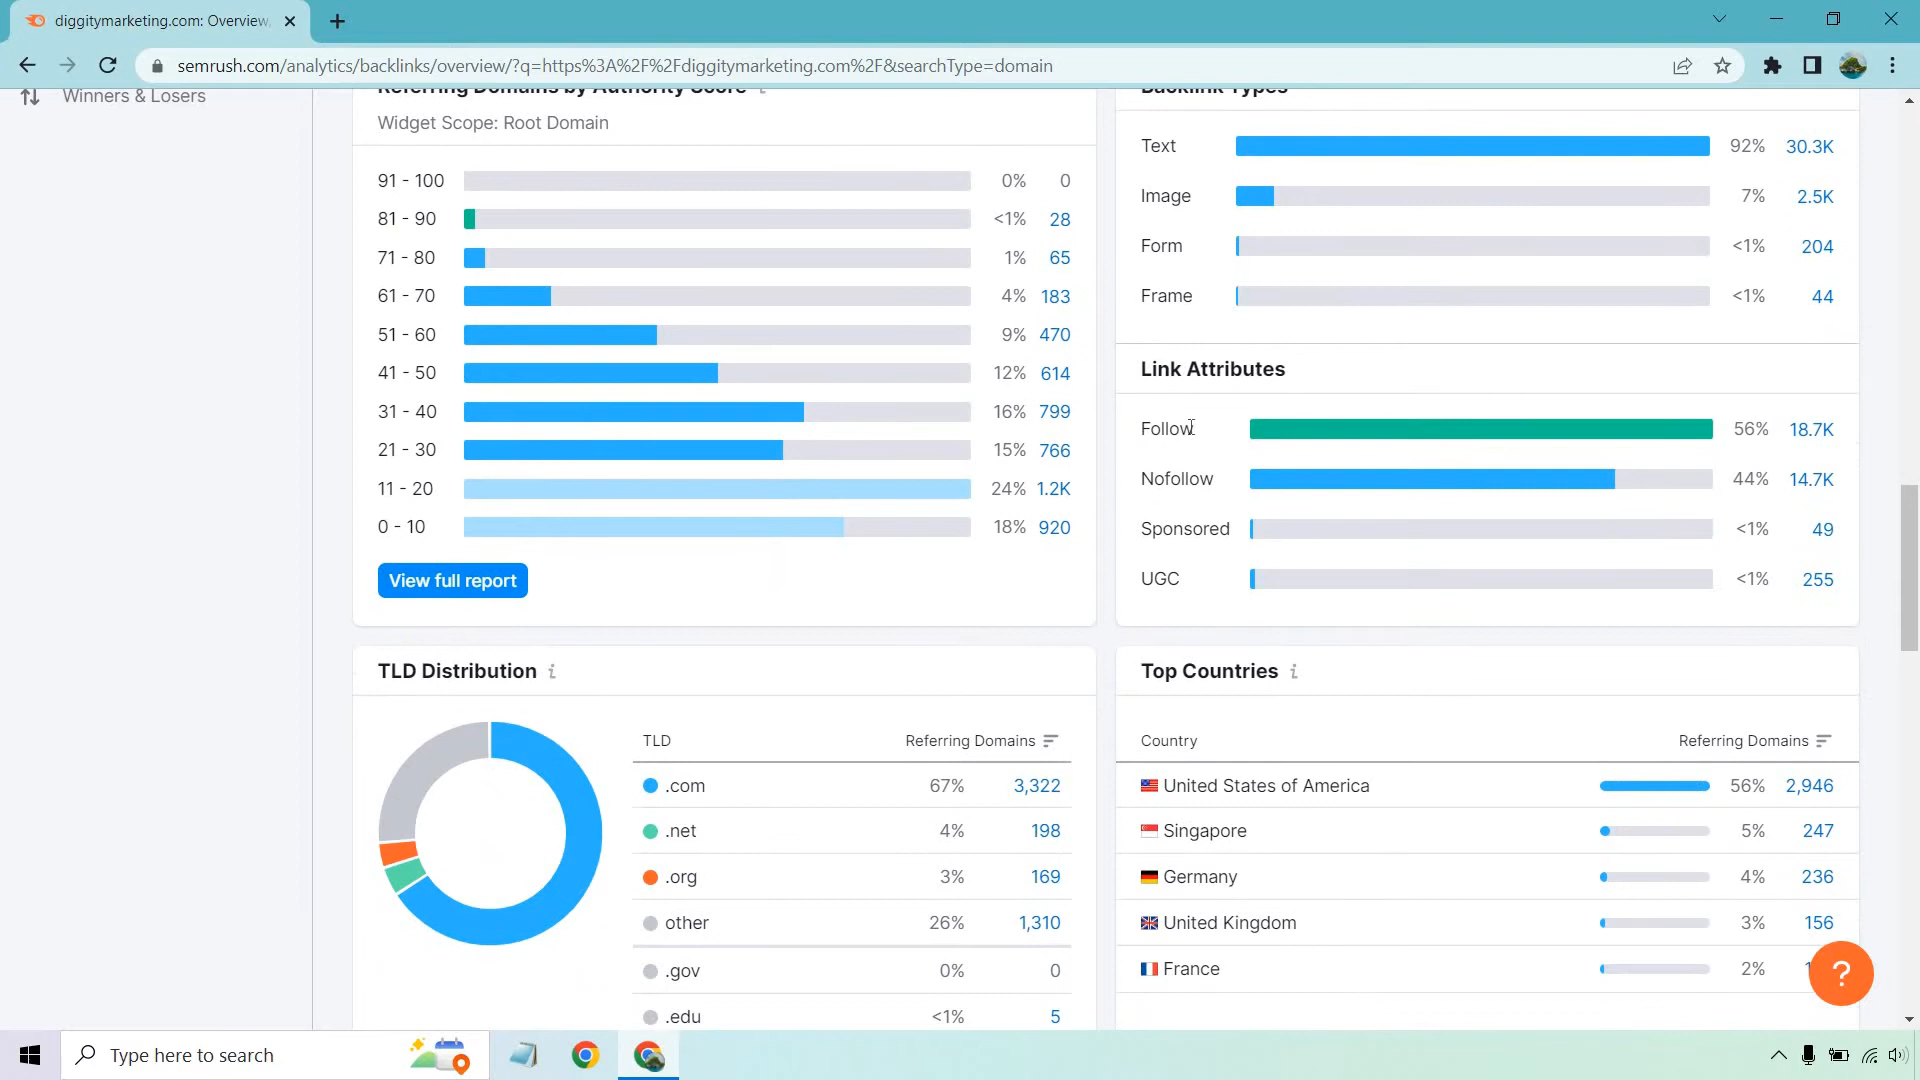 diggitymarketing.com: Overview,
semrush.com/analytics/backlinks/overview/?q=https%3A%2F%2Fdiggitymarketing.com%2F&searchType=domain
Winners & Losers
Referring Domains by Authority Score i
Widget Scope: Root Domain
91 - 100 0% 0
81 - 90 <1% 28
71 - 80 1% 65
61 - 70 4% 183
51 - 60 9% 470
41 - 50 12% 614
31 - 40 16% 799
21 - 30 15% 766
11 - 20 24% 1.2K
0 - 10 18% 920
View full report
Backlink Types
Text 92% 30.3K
Image 7% 2.5K
Form <1% 204
Frame <1% 44
Link Attributes
Follow 56% 18.7K
Nofollow 44% 14.7K
Sponsored <1% 49
UGC <1% 255
TLD Distribution i
TLD Referring Domains
.com 67% 3,322
.net 4% 198
.org 3% 169
other 26% 1,310
.gov 0% 0
.edu <1% 5
Top Countries i
Country Referring Domains
United States of America 56% 2,946
Singapore 5% 247
Germany 4% 236
United Kingdom 3% 156
France 2%
?
Type here to search